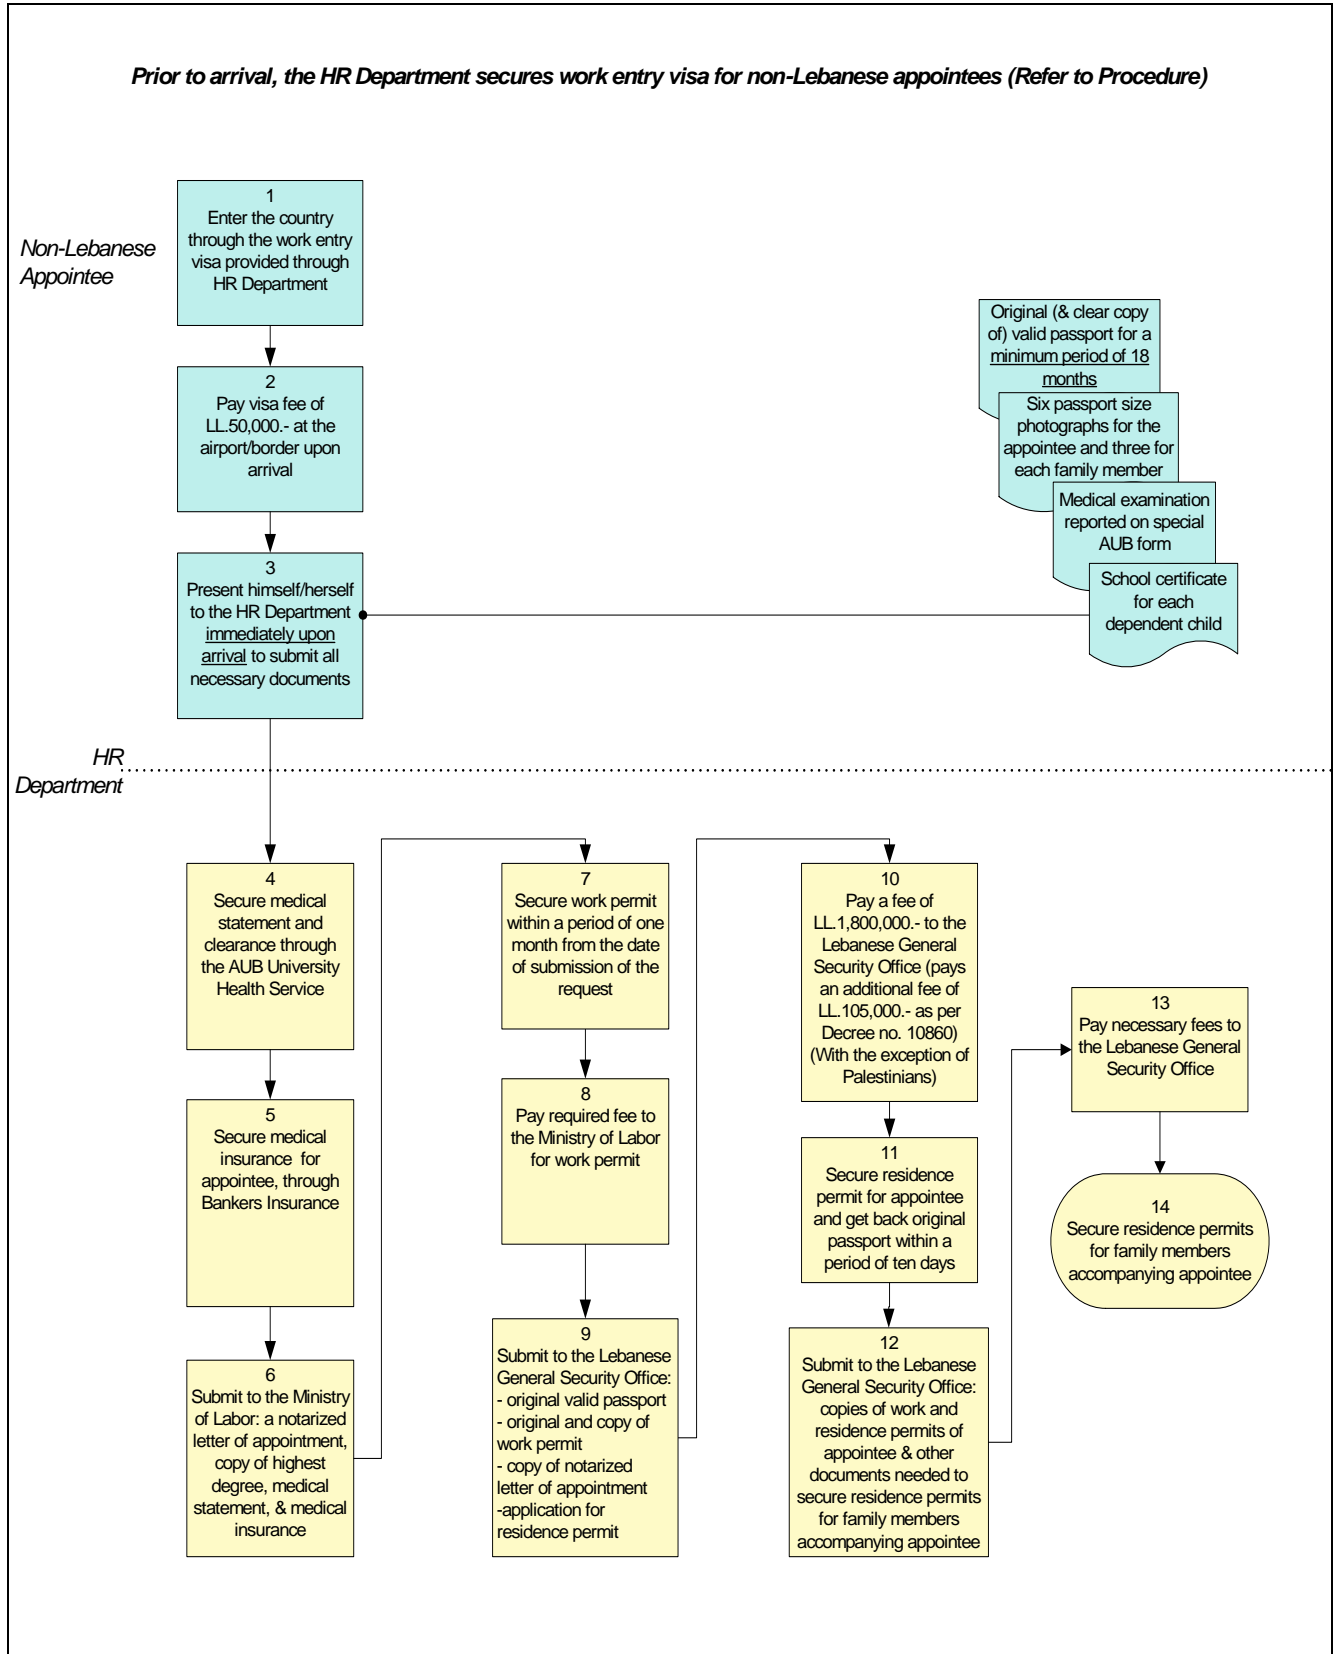 Prior to arrival, the HR Department secures work entry visa for non-Lebanese appointees (Refer to Procedure)
Non-Lebanese
Appointee
1
Enter the country
through the work entry
visa provided through
HR Department
2
Pay visa fee of
LL.50,000.- at the
airport/border upon
arrival
3
Present himself/herself
to the HR Department
immediately upon
arrival to submit all
necessary documents
Original (& clear copy
of) valid passport for a
minimum period of 18
months
Six passport size
photographs for the
appointee and three for
each family member
Medical examination
reported on special
AUB form
School certificate
for each
dependent child
HR
Department
4
Secure medical
statement and
clearance through
the AUB University
Health Service
5
Secure medical
insurance for
appointee, through
Bankers Insurance
6
Submit to the Ministry
of Labor: a notarized
letter of appointment,
copy of highest
degree, medical
statement, & medical
insurance
7
Secure work permit
within a period of one
month from the date
of submission of the
request
8
Pay required fee to
the Ministry of Labor
for work permit
9
Submit to the Lebanese
General Security Office:
- original valid passport
- original and copy of
work permit
- copy of notarized
letter of appointment
-application for
residence permit
10
Pay a fee of
LL.1,800,000.- to the
Lebanese General
Security Office (pays
an additional fee of
LL.105,000.- as per
Decree no. 10860)
(With the exception of
Palestinians)
11
Secure residence
permit for appointee
and get back original
passport within a
period of ten days
12
Submit to the Lebanese
General Security Office:
copies of work and
residence permits of
appointee & other
documents needed to
secure residence permits
for family members
accompanying appointee
13
Pay necessary fees to
the Lebanese General
Security Office
14
Secure residence permits
for family members
accompanying appointee